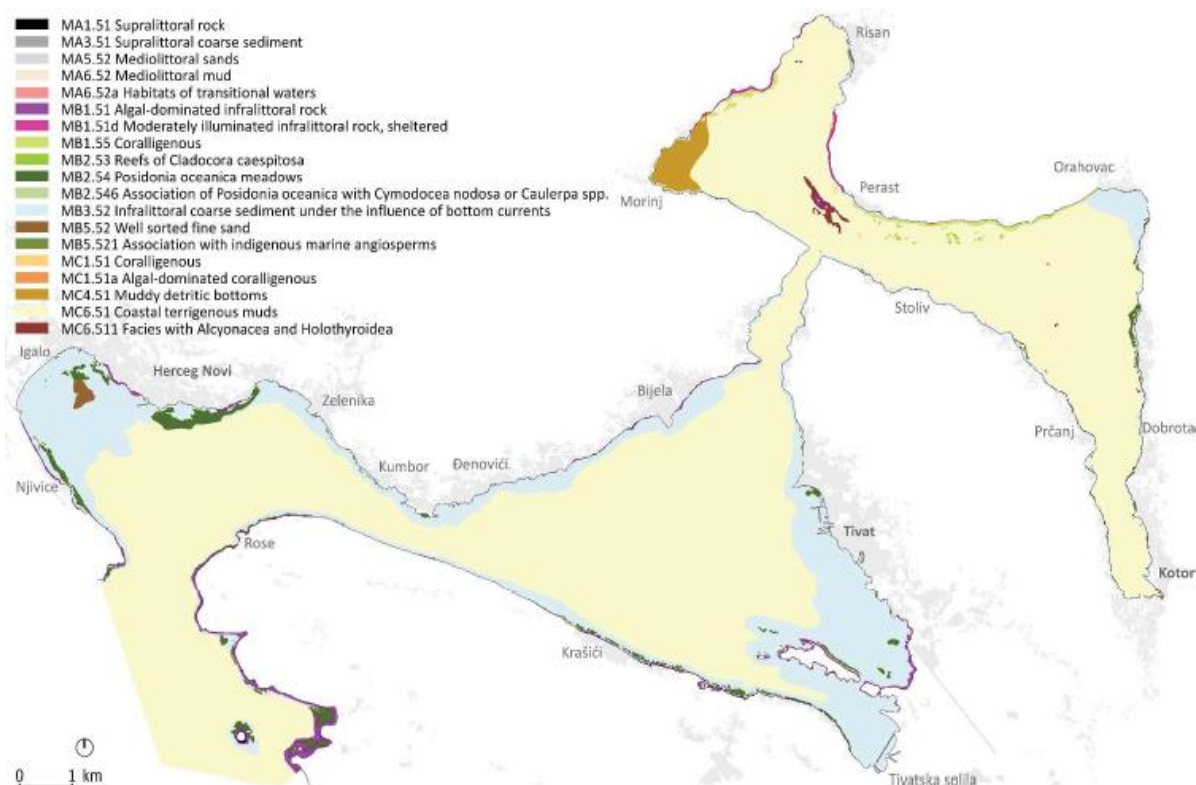 MA1.51 Supralittoral rock
MA3.51 Supralittoral coarse sediment
MA5.52 Mediolittoral sands
MA6.52 Mediolittoral mud
MA6.52a Habitats of transitional waters
MB1.51 Algal-dominated infralittoral rock
MB1.51d Moderately illuminated infralittoral rock, sheltered
MB1.55 Coralligenous
MB2.53 Reefs of Cladocora caespitosa
MB2.54 Posidonia oceanica meadows
MB2.546 Association of Posidonia oceanica with Cymodocea nodosa or Caulerpa spp.
MB3.52 Infralittoral coarse sediment under the influence of bottom currents
MB5.52 Well sorted fine sand
MB5.521 Association with indigenous marine angiosperms
MC1.51 Coralligenous
MC1.51a Algal-dominated coralligenous
MC4.51 Muddy detritic bottoms
MC6.51 Coastal terrigenous muds
MC6.511 Facies with Alcyonacea and Holothyroidea
Risan
Orahovac
Morinj
Perast
Stoliv
Igalo
Herceg Novi
Zelenika
Bijela
Prčanj
Dobrota
Kumbor
Đenovići
Njivice
Tivat
Rose
Kotor
Krašići
Tivatska solila
0 1 km